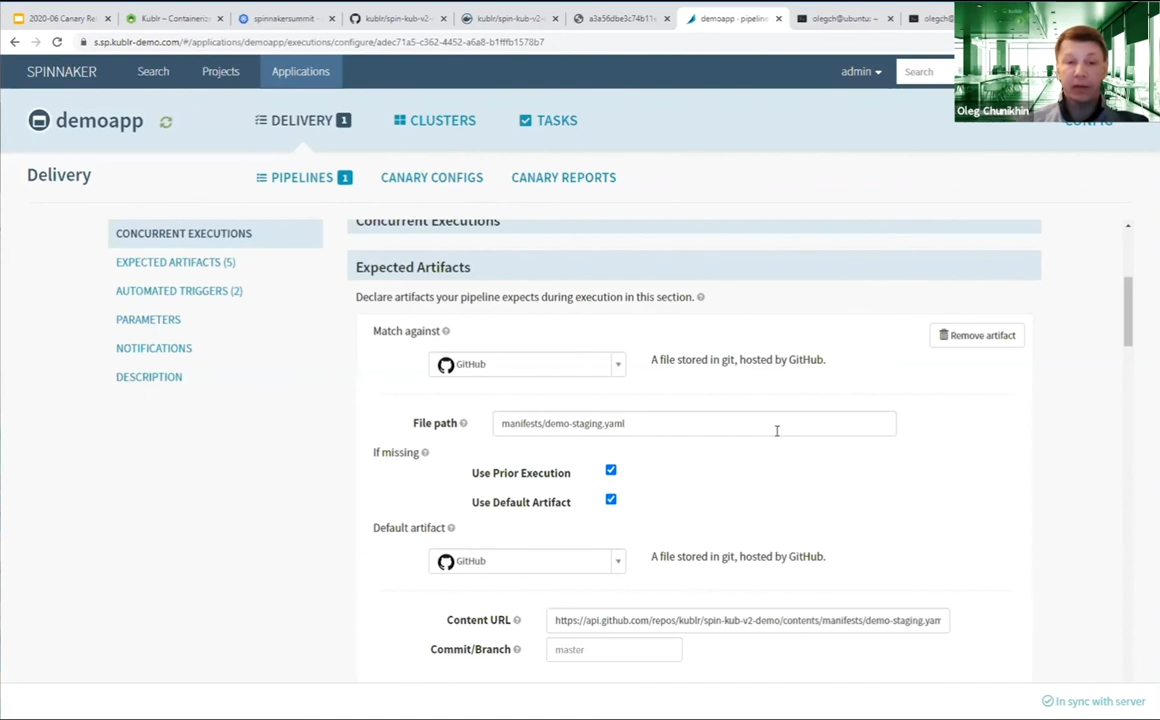 2020-06 Canary Re
Kublr – Containeriz
spinnakersummit -
kublr/spin-kub-v2-
kublr/spin-kub-v2-
a3a56dbe3c74b11
demoapp · pipeline
olegch@ubuntu: ~
olegch@
s.sp.kublr-demo.com/#/applications/demoapp/executions/configure/adec71a5-c362-4452-a6a8-b1fffb1578b7
SPINNAKER
Search
Projects
Applications
admin
Search
Oleg Chunikhin
demoapp
DELIVERY 1
CLUSTERS
TASKS
CONFIG
Delivery
PIPELINES 1
CANARY CONFIGS
CANARY REPORTS
CONCURRENT EXECUTIONS
EXPECTED ARTIFACTS (5)
AUTOMATED TRIGGERS (2)
PARAMETERS
NOTIFICATIONS
DESCRIPTION
Concurrent Executions
Expected Artifacts
Declare artifacts your pipeline expects during execution in this section.
Match against
Remove artifact
GitHub
A file stored in git, hosted by GitHub.
File path
manifests/demo-staging.yaml
If missing
Use Prior Execution
Use Default Artifact
Default artifact
GitHub
A file stored in git, hosted by GitHub.
Content URL
https://api.github.com/repos/kublr/spin-kub-v2-demo/contents/manifests/demo-staging.yam
Commit/Branch
master
In sync with server